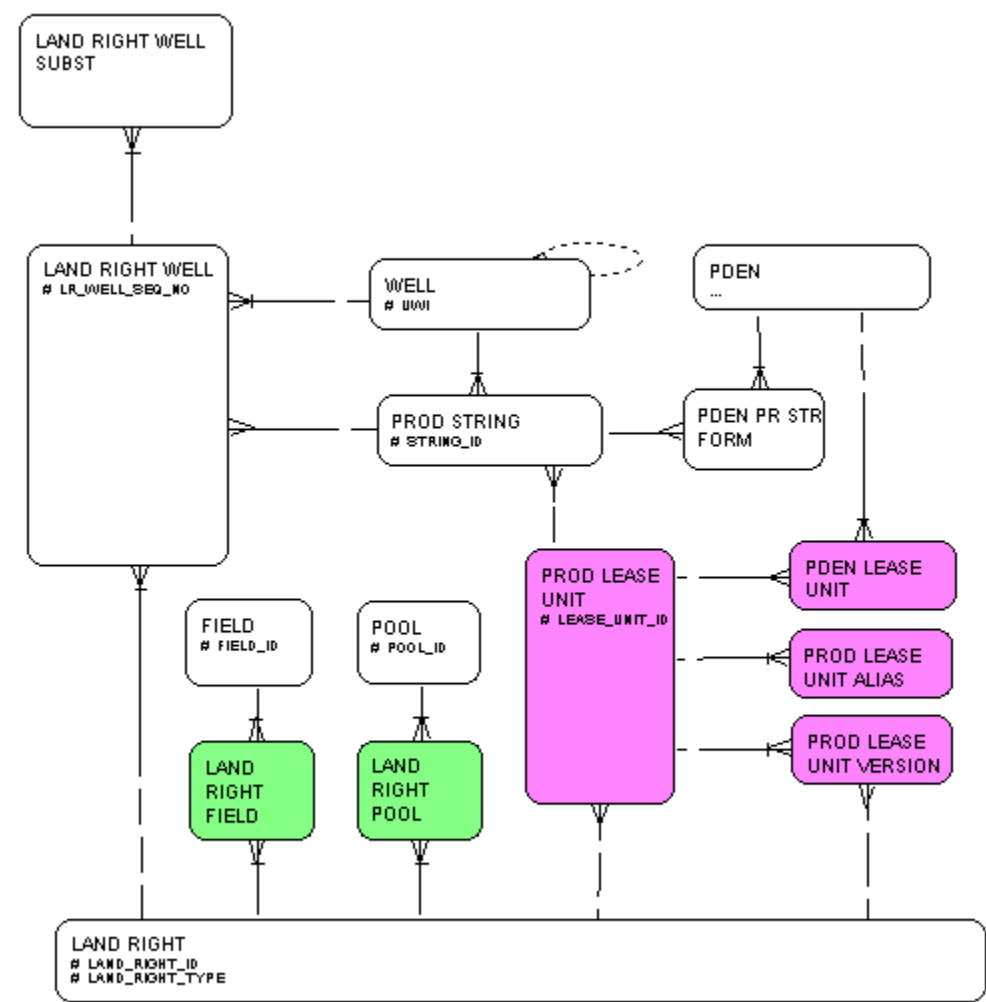 LAND RIGHT WELL
SUBST
LAND RIGHT WELL
# LR_WELL_SEQ_NO
WELL
# UWI
PDEN
...
PROD STRING
# STRING_ID
PDEN PR STR
FORM
PROD LEASE
UNIT
# LEASE_UNIT_ID
PDEN LEASE
UNIT
FIELD
# FIELD_ID
POOL
# POOL_ID
PROD LEASE
UNIT ALIAS
PROD LEASE
UNIT VERSION
LAND
RIGHT
FIELD
LAND
RIGHT
POOL
LAND RIGHT
# LAND_RIGHT_ID
# LAND_RIGHT_TYPE